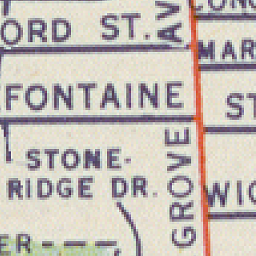 ORD ST.
FONTAINE
STONE-
RIDGE DR.
ER
GROVE
AV
MAR
ST
WIC